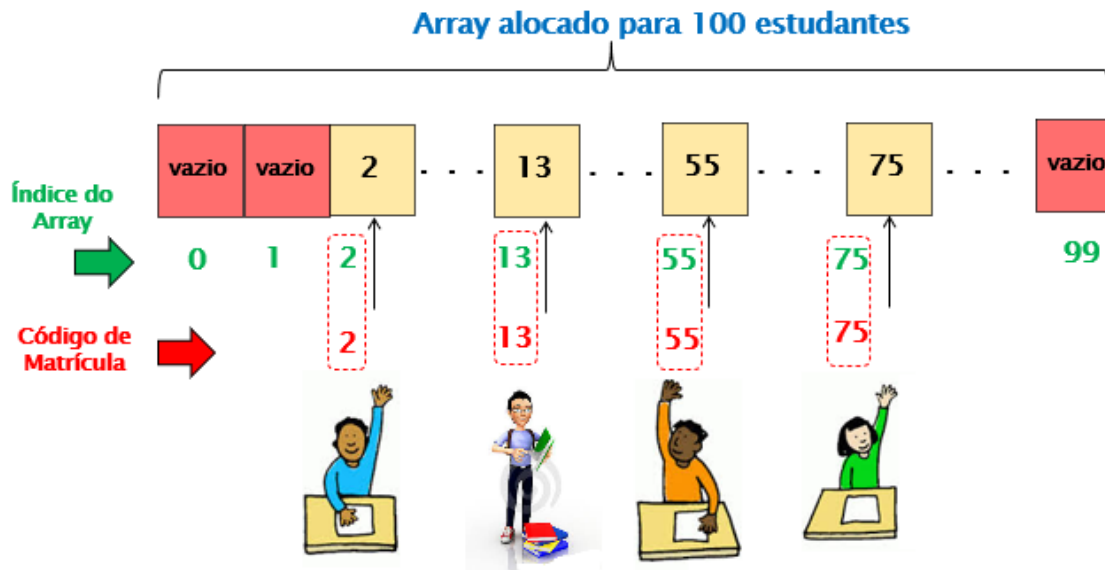 Array alocado para 100 estudantes
vazio vazio 2 . . . . 13 . . . . 55 . . . . 75 . . . . vazio
Índice do
Array
0 1 2 13 55 75 99
Código de
Matrícula
2 13 55 75